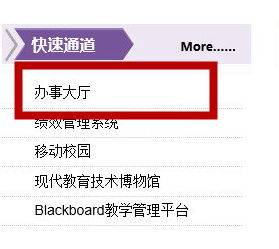 快速通道 More......
办事大厅
绩效管理系统
移动校园
现代教育技术博物馆
Blackboard教学管理平台